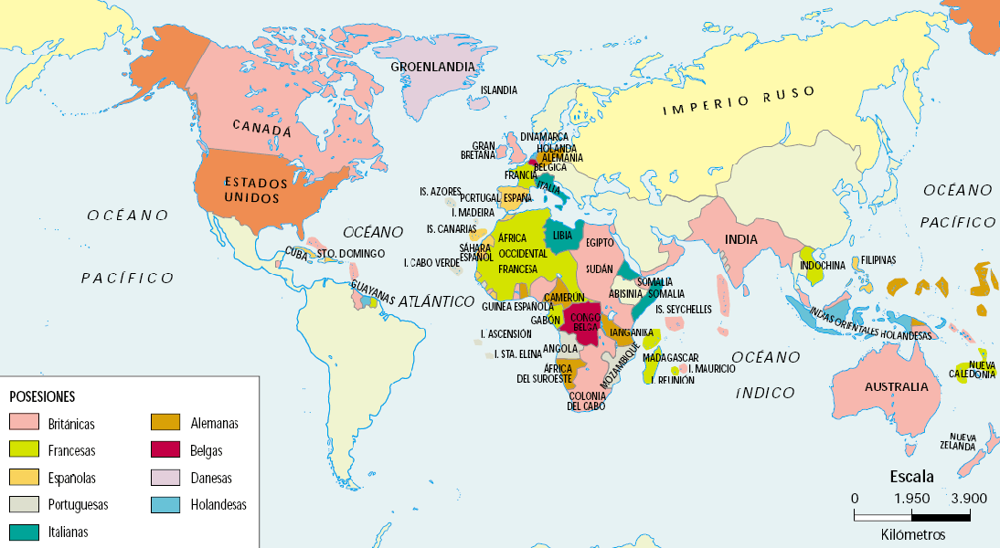 GROENLANDIA
ISLANDIA
IMPERIO RUSO
CANADÁ
DINAMARCA
GRAN
BRETAÑA
HOLANDA
ALEMANIA
BÉLGICA
FRANCIA
ESTADOS
UNIDOS
ITALIA
IS. AZORES
PORTUGAL
ESPAÑA
OCÉANO
PACÍFICO
I. MADEIRA
OCÉANO
ATLÁNTICO
IS. CANARIAS
OCÉANO
PACÍFICO
ÁFRICA
OCCIDENTAL
FRANCESA
LIBIA
EGIPTO
INDIA
CUBA
STO. DOMINGO
SÁHARA
ESPAÑOL
I. CABO VERDE
SUDÁN
INDOCHINA
FILIPINAS
GUAYANAS
SOMALIA
ABISINIA
SOMALIA
CAMERÚN
GUINEA ESPAÑOLA
IS. SEYCHELLES
GABÓN
CONGO
BELGA
INDIAS ORIENTALES HOLANDESAS
I. ASCENSIÓN
TANGANIKA
I. STA. ELENA
ANGOLA
MOZAMBIQUE
MADAGASCAR
OCÉANO
ÍNDICO
ÁFRICA
DEL SUROESTE
I. MAURICIO
I. REUNIÓN
NUEVA
CALEDONIA
AUSTRALIA
COLONIA
DEL CABO
NUEVA
ZELANDA
POSESIONES
Británicas
Francesas
Españolas
Portuguesas
Italianas
Alemanas
Belgas
Danesas
Holandesas
Escala
0 1.950 3.900
Kilómetros